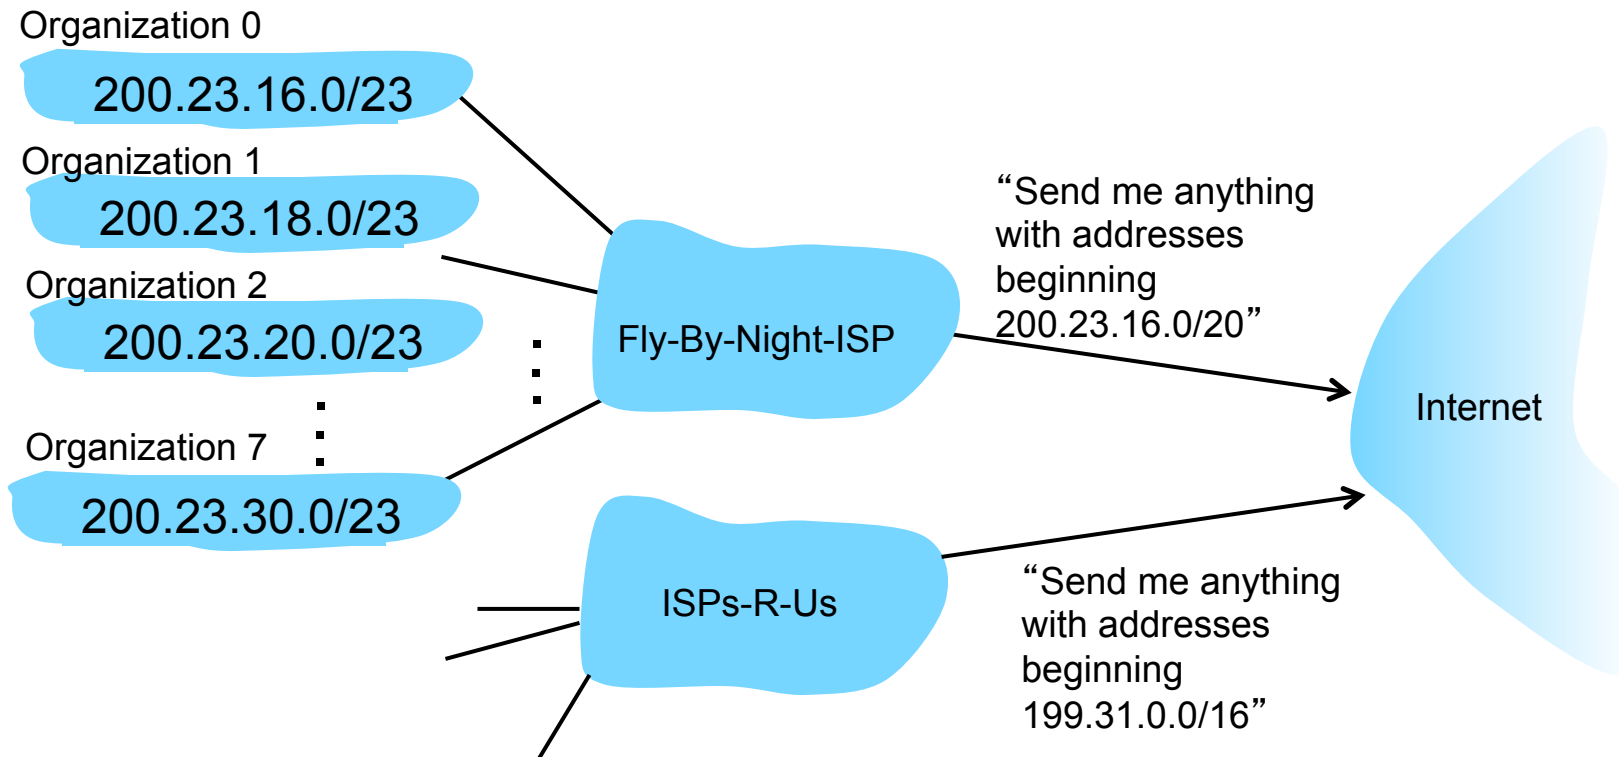 Organization 0
200.23.16.0/23
Organization 1
200.23.18.0/23
Organization 2
200.23.20.0/23
Organization 7
200.23.30.0/23
Fly-By-Night-ISP
“Send me anything
with addresses
beginning
200.23.16.0/20”
Internet
ISPs-R-Us
“Send me anything
with addresses
beginning
199.31.0.0/16”